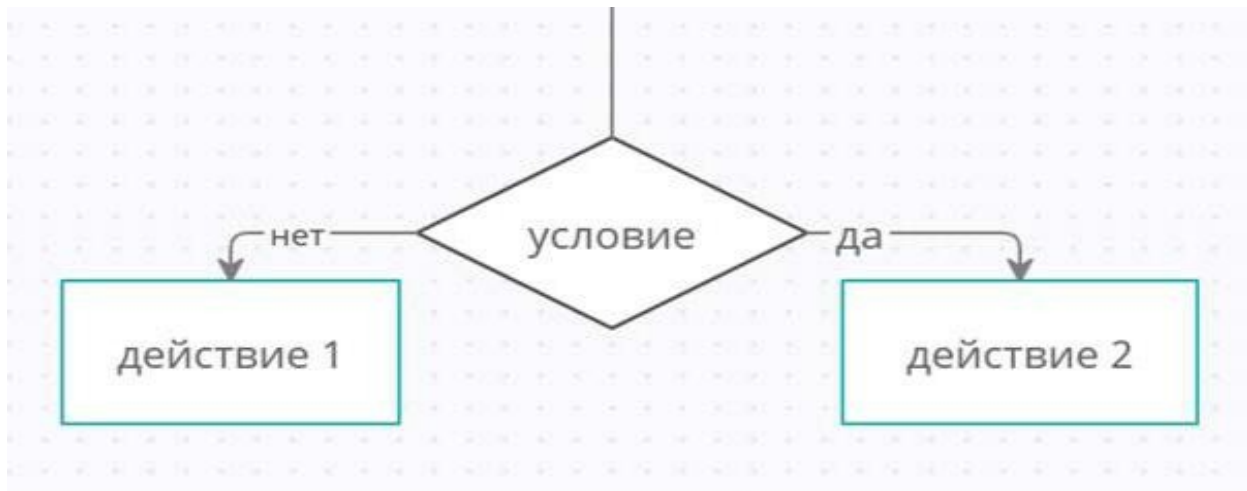 условие
нет
да
действие 1
действие 2